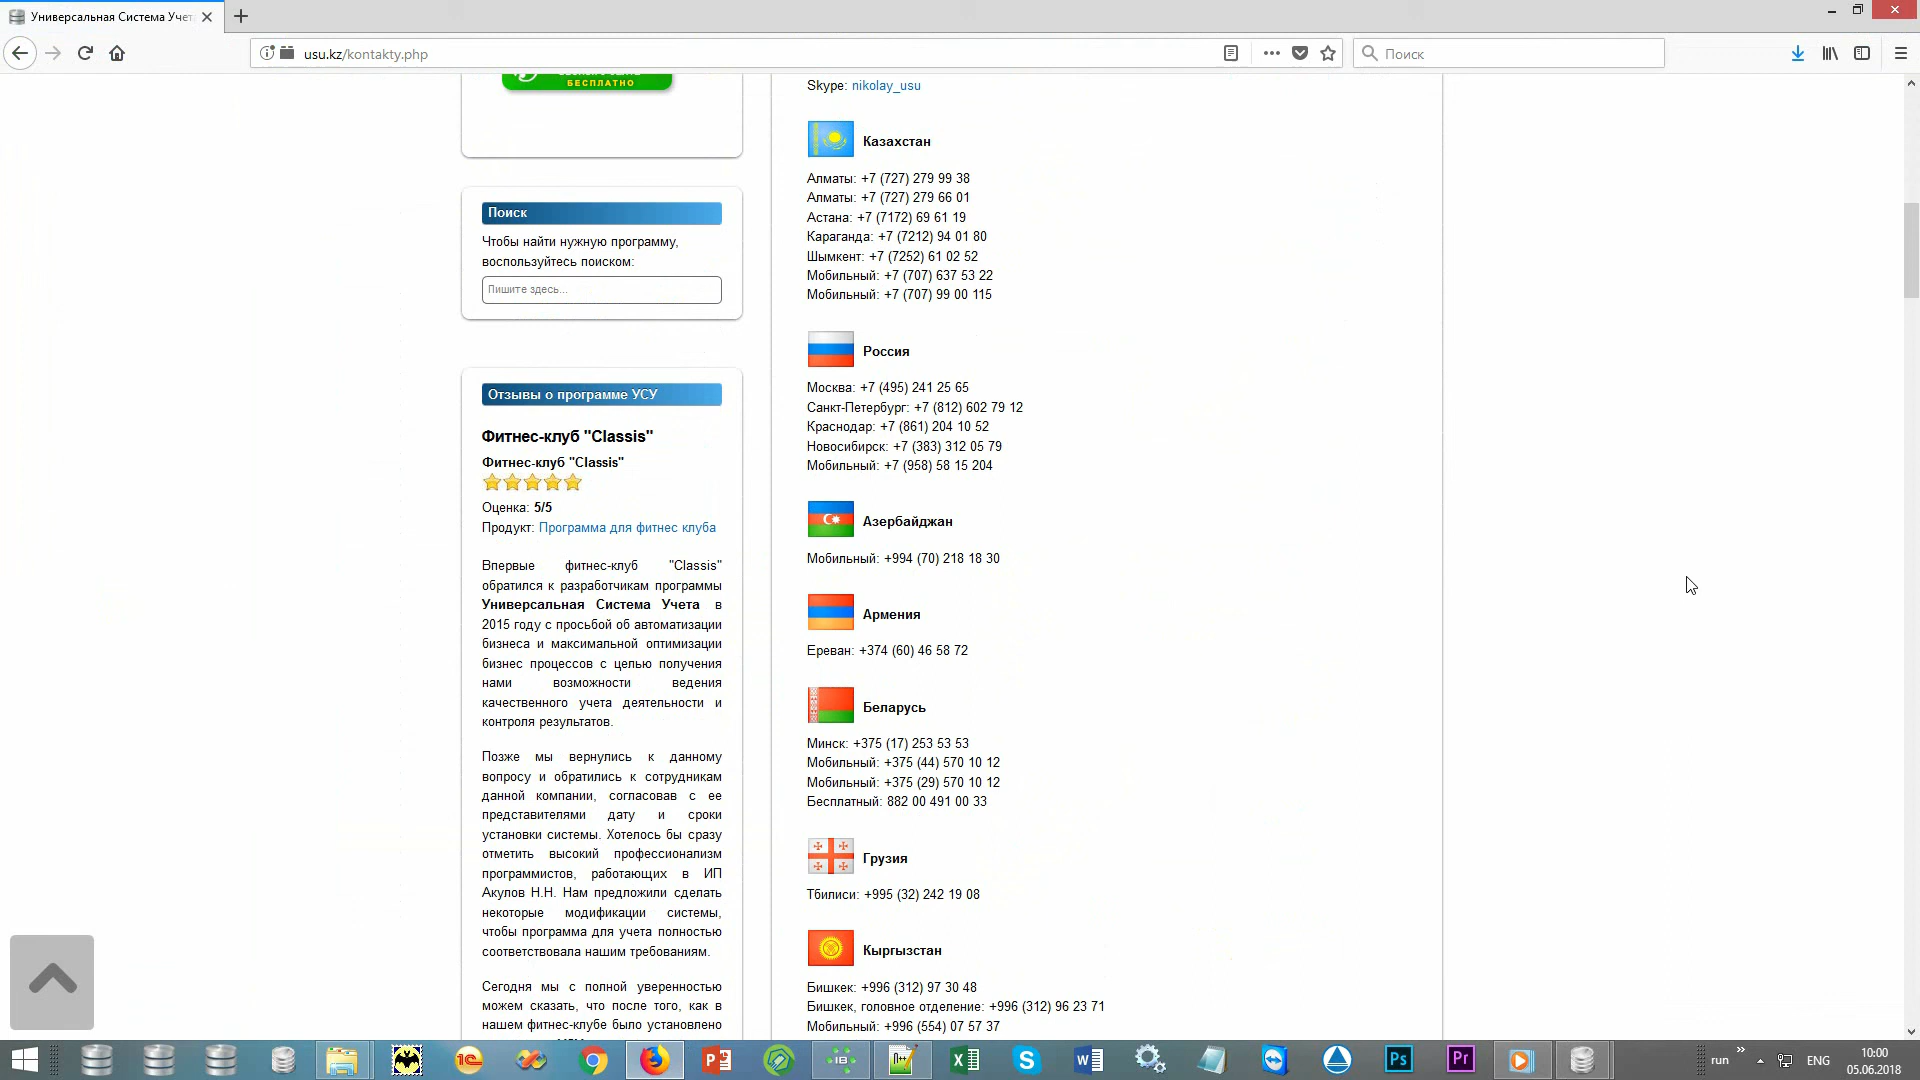 Универсальная Система Учет
usu.kz/kontakty.php
Поиск
БЕСПЛАТНО
Поиск
Чтобы найти нужную программу,
воспользуйтесь поиском:
Пишите здесь...
Отзывы о программе УСУ
Фитнес-клуб "Classis"
Фитнес-клуб "Classis"
Оценка: 5/5
Продукт: Программа для фитнес клуба
Впервые фитнес-клуб "Classis"
обратился к разработчикам программы
Универсальная Система Учета в
2015 году с просьбой об автоматизации
бизнеса и максимальной оптимизации
бизнес процессов с целью получения
нами возможности ведения
качественного учета деятельности и
контроля результатов.
Позже мы вернулись к данному
вопросу и обратились к сотрудникам
данной компании, согласовав с ее
представителями дату и сроки
установки системы. Хотелось бы сразу
отметить высокий профессионализм
программистов, работающих в ИП
Акулов Н.Н. Нам предложили сделать
некоторые модификации системы,
чтобы программа для учета полностью
соответствовала нашим требованиям.
Сегодня мы с полной уверенностью
можем сказать, что после того, как в
нашем фитнес-клубе было установлено
Skype: nikolay_usu
Казахстан
Алматы: +7 (727) 279 99 38
Алматы: +7 (727) 279 66 01
Астана: +7 (7172) 69 61 19
Караганда: +7 (7212) 94 01 80
Шымкент: +7 (7252) 61 02 52
Мобильный: +7 (707) 637 53 22
Мобильный: +7 (707) 99 00 115
Россия
Москва: +7 (495) 241 25 65
Санкт-Петербург: +7 (812) 602 79 12
Краснодар: +7 (861) 204 10 52
Новосибирск: +7 (383) 312 05 79
Мобильный: +7 (958) 58 15 204
Азербайджан
Мобильный: +994 (70) 218 18 30
Армения
Ереван: +374 (60) 46 58 72
Беларусь
Минск: +375 (17) 253 53 53
Мобильный: +375 (44) 570 10 12
Мобильный: +375 (29) 570 10 12
Бесплатный: 882 00 491 00 33
Грузия
Тбилиси: +995 (32) 242 19 08
Кыргызстан
Бишкек: +996 (312) 97 30 48
Бишкек, головное отделение: +996 (312) 96 23 71
Мобильный: +996 (554) 07 57 37
run
ENG
10:00
05.06.2018